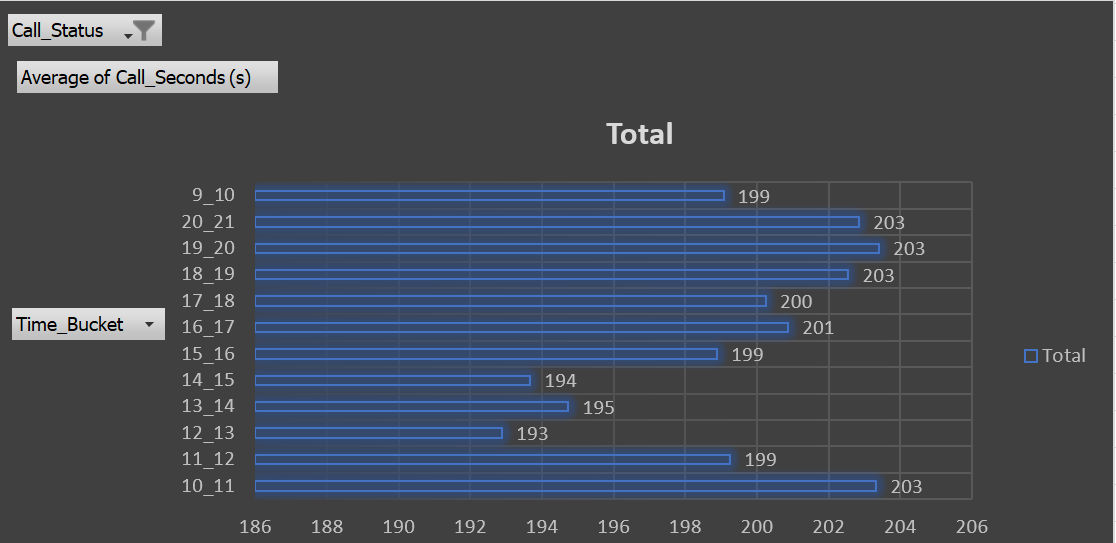 Call_Status
Average of Call_Seconds (s)
Total
9_10 199
20_21 203
19_20 203
18_19 203
17_18 200
Time_Bucket
16_17 201
15_16 199
Total
14_15 194
13_14 195
12_13 193
11_12 199
10_11 203
186 188 190 192 194 196 198 200 202 204 206